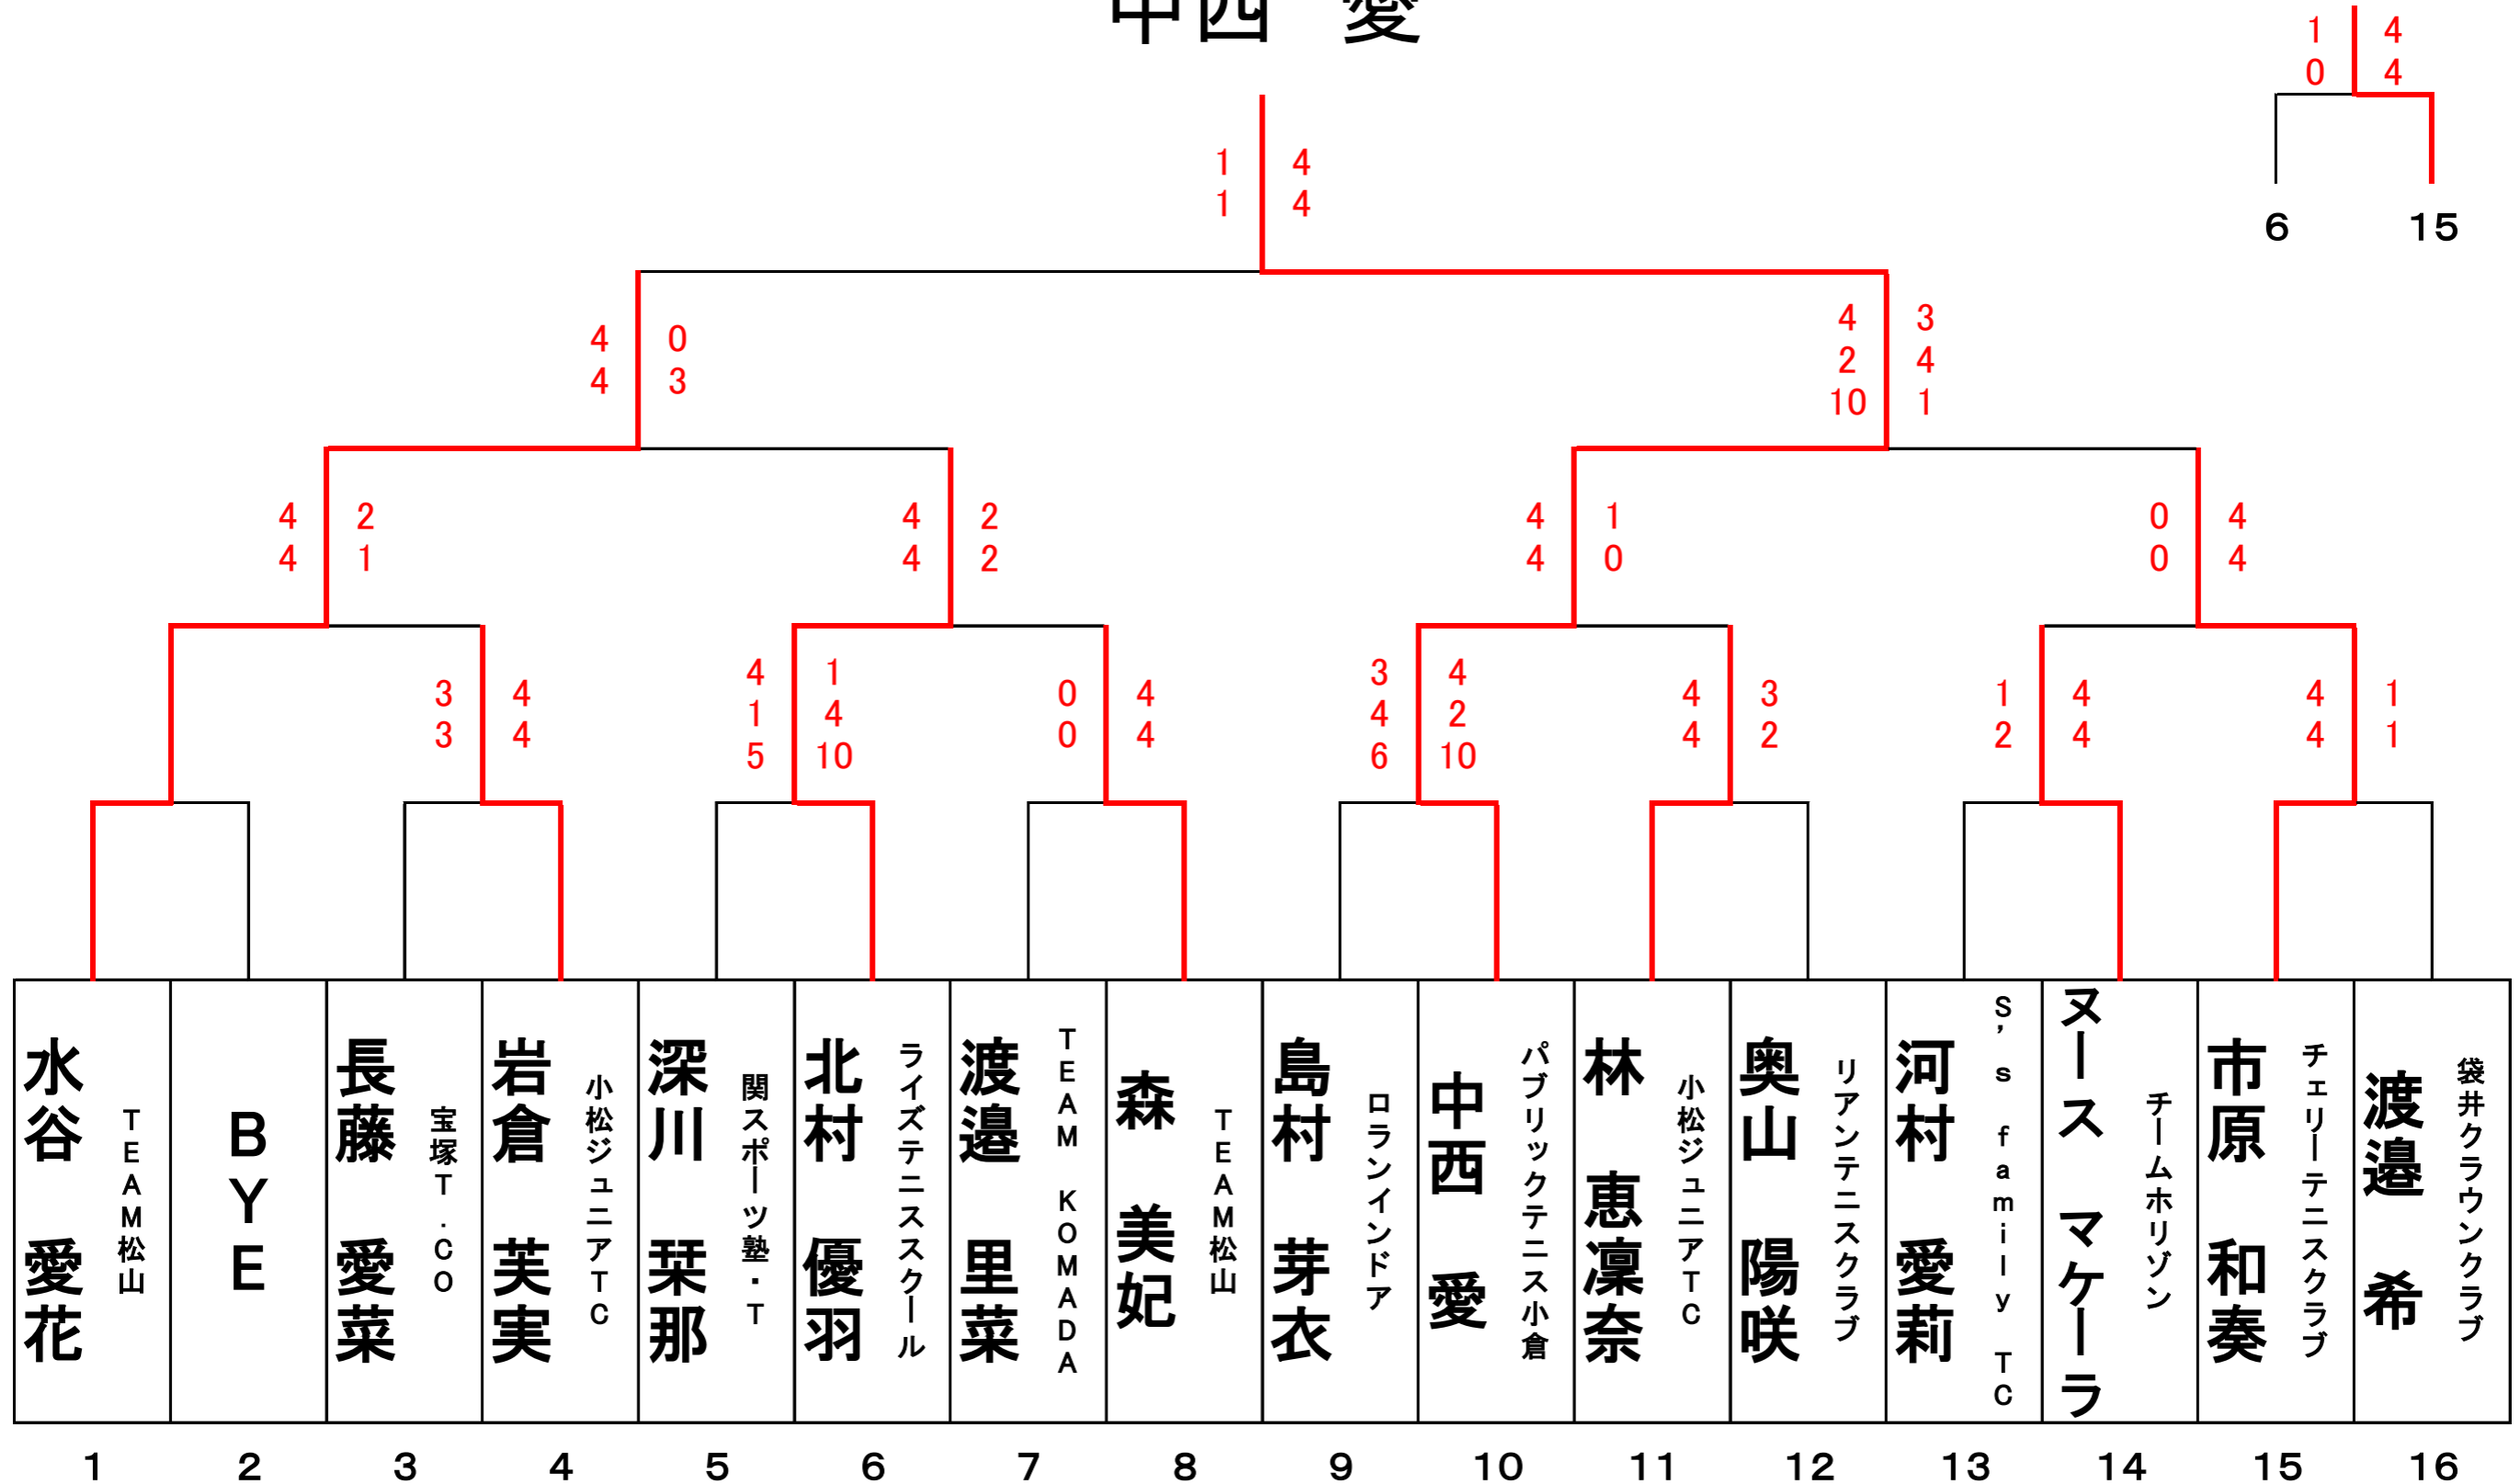 中西　愛
1 4
0 4
6 15
1 4
1 4
4 0
4 3
4 3
2 4
10 1
4 2
4 1
4 2
4 2
4 1
4 0
0 4
0 4
3 4
3 4
4 1
1 4
5 10
0 4
0 4
3 4
4 2
6 10
4 3
4 2
1 4
2 4
4 1
4 1
水谷　愛花
TEAM松山
BYE
長藤　愛菜
宝塚T.CO
岩倉　芙実
小松ジュニアTC
深川　栞那
関スポーツ塾・T
北村　優羽
ライズテニススクール
渡邉　里菜
TEAM KOMADA
森　美妃
TEAM松山
島村　芽衣
ロランインドア
中西　愛
パブリックテニス小倉
林　恵凜奈
小松ジュニアTC
奥山　陽咲
リアンテニスクラブ
河村　愛莉
S's family TC
ヌース　マケーラ
チームホリゾン
市原　和奏
チェリーテニスクラブ
渡邉　希
袋井クラウンクラブ
1 2 3 4 5 6 7 8 9 10 11 12 13 14 15 16